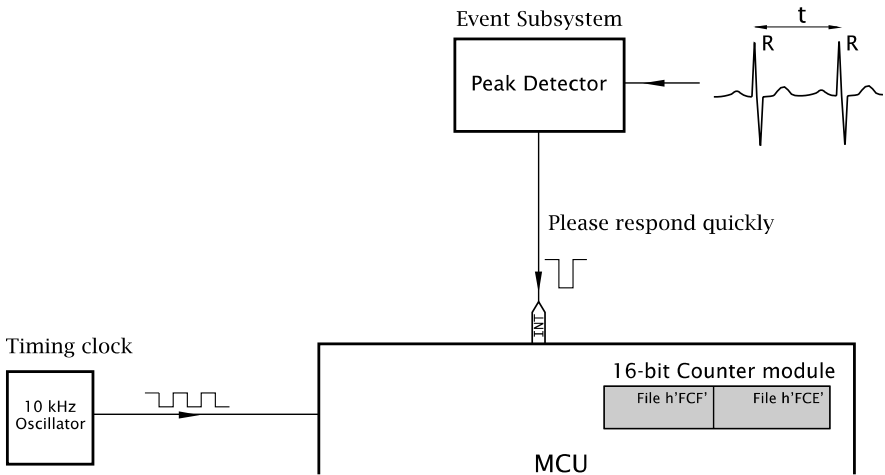 Event Subsystem
Peak Detector
t
R
R
Please respond quickly
INT
Timing clock
10 kHz
Oscillator
16-bit Counter module
File h'FCF'
File h'FCE'
MCU